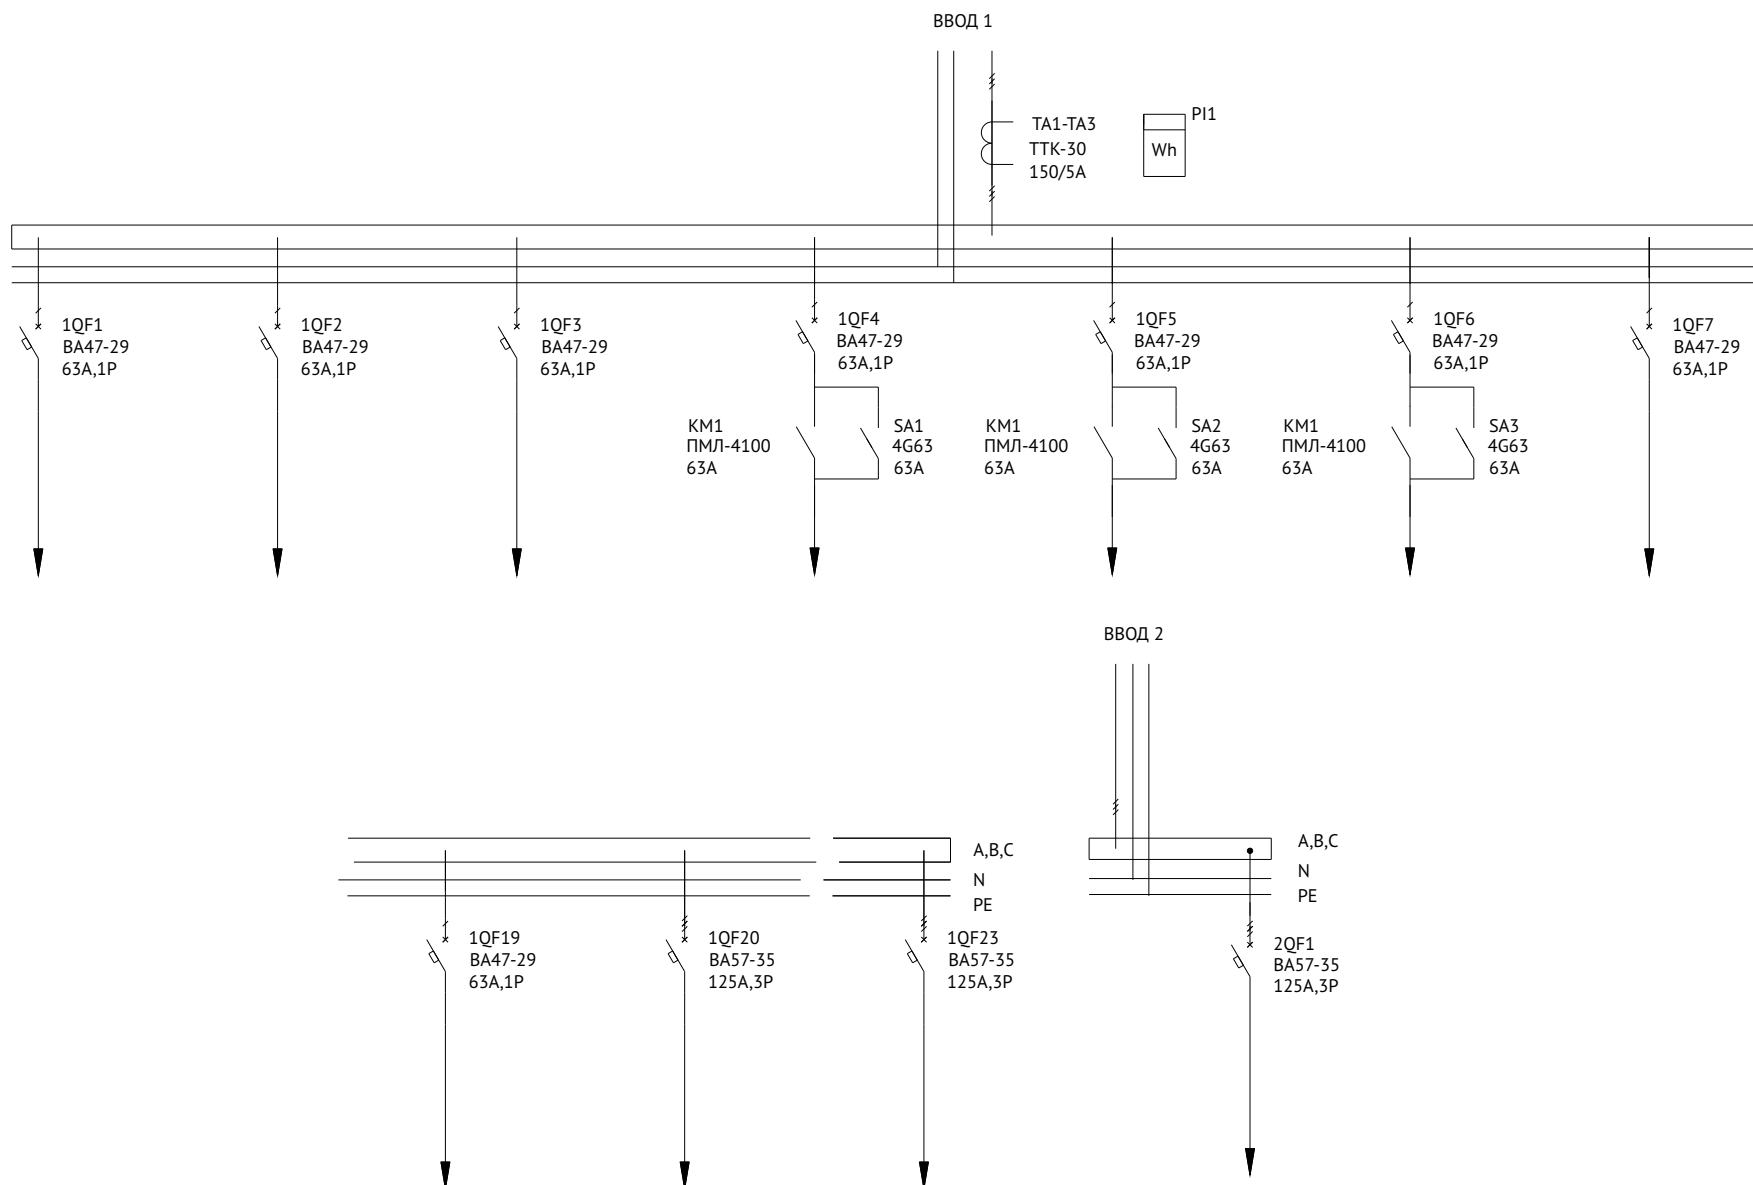 ВВОД 1
TA1-TA3
ТТК-30
150/5А
PI1
Wh
1QF1
ВА47-29
63А,1Р
1QF2
ВА47-29
63А,1Р
1QF3
ВА47-29
63А,1Р
1QF4
ВА47-29
63А,1Р
KM1
ПМЛ-4100
63А
SA1
4G63
63А
1QF5
ВА47-29
63А,1Р
KM1
ПМЛ-4100
63А
SA2
4G63
63А
1QF6
ВА47-29
63А,1Р
KM1
ПМЛ-4100
63А
SA3
4G63
63А
1QF7
ВА47-29
63А,1Р
ВВОД 2
A,B,C
N
PE
A,B,C
N
PE
1QF19
ВА47-29
63А,1Р
1QF20
ВА57-35
125А,3Р
1QF23
ВА57-35
125А,3Р
2QF1
ВА57-35
125А,3Р